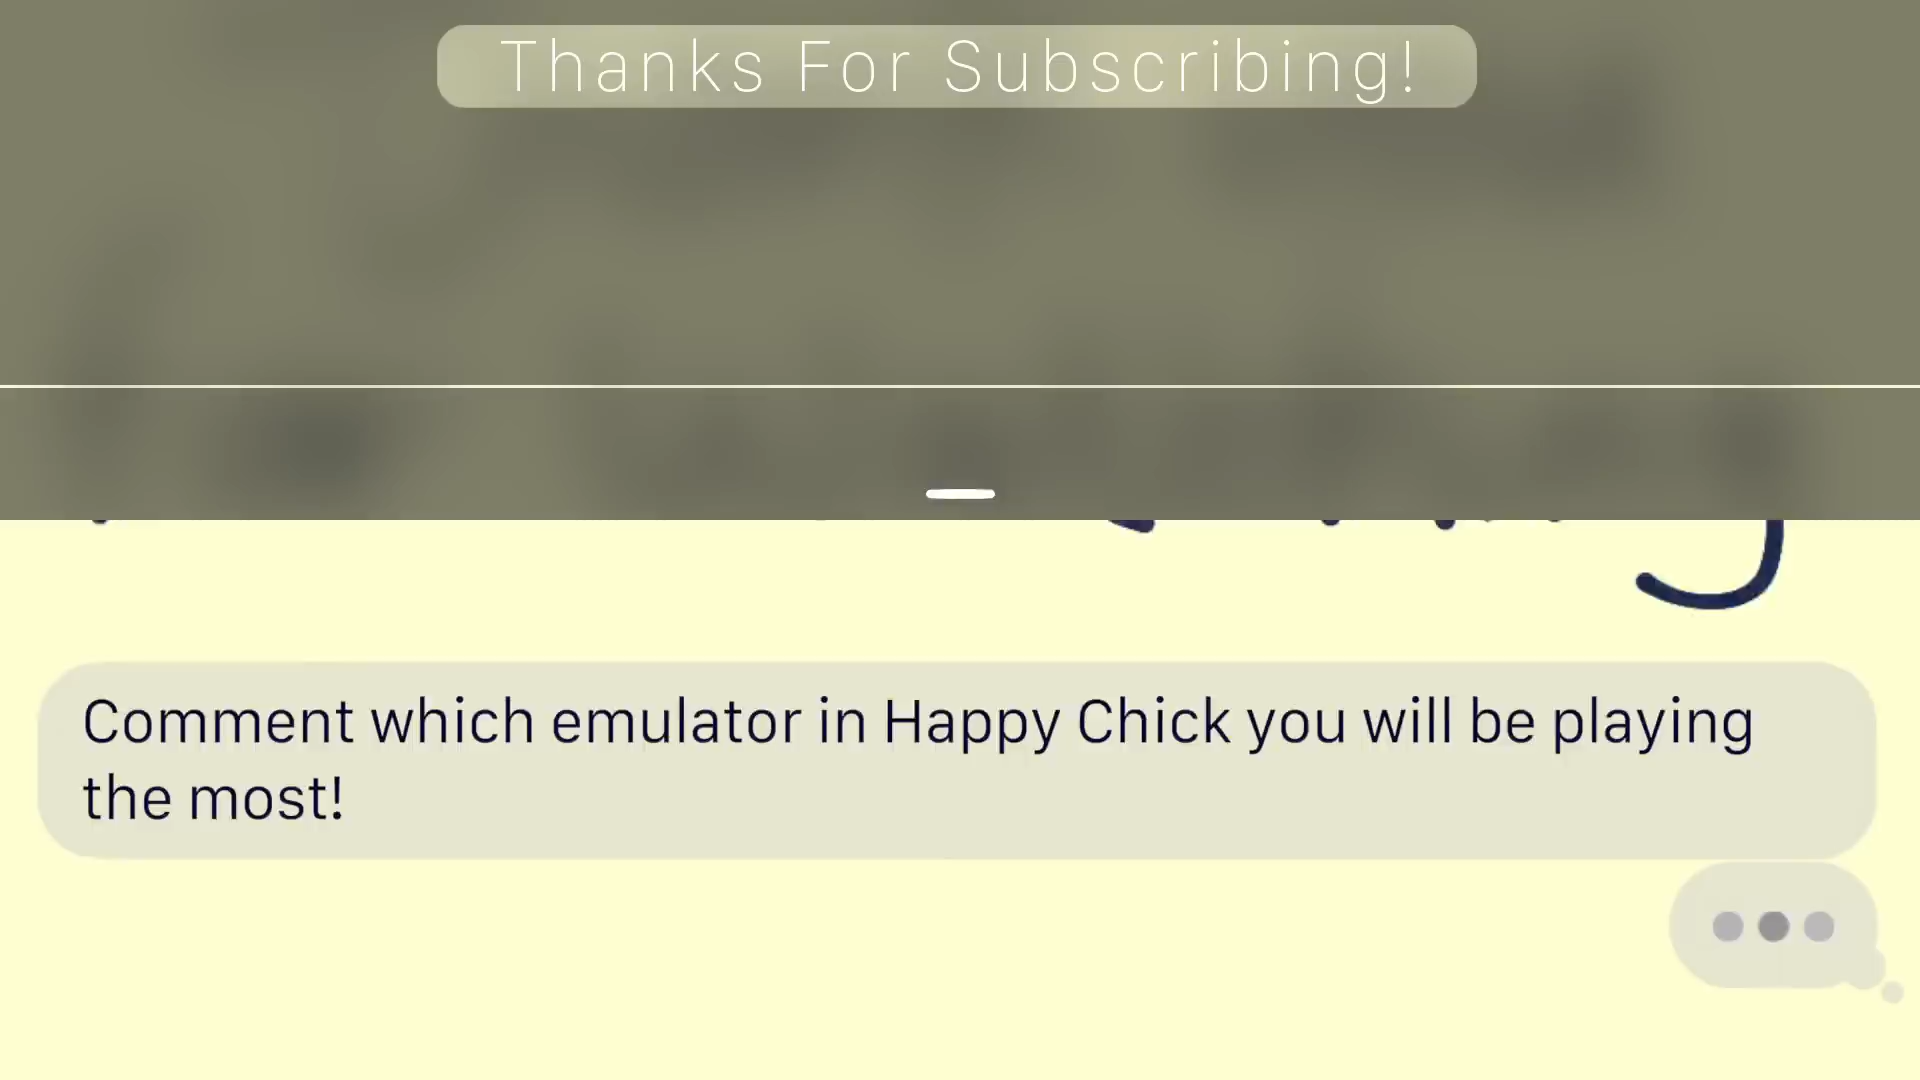 Thanks For Subscribing!
Comment which emulator in Happy Chick you will be playing
the most!